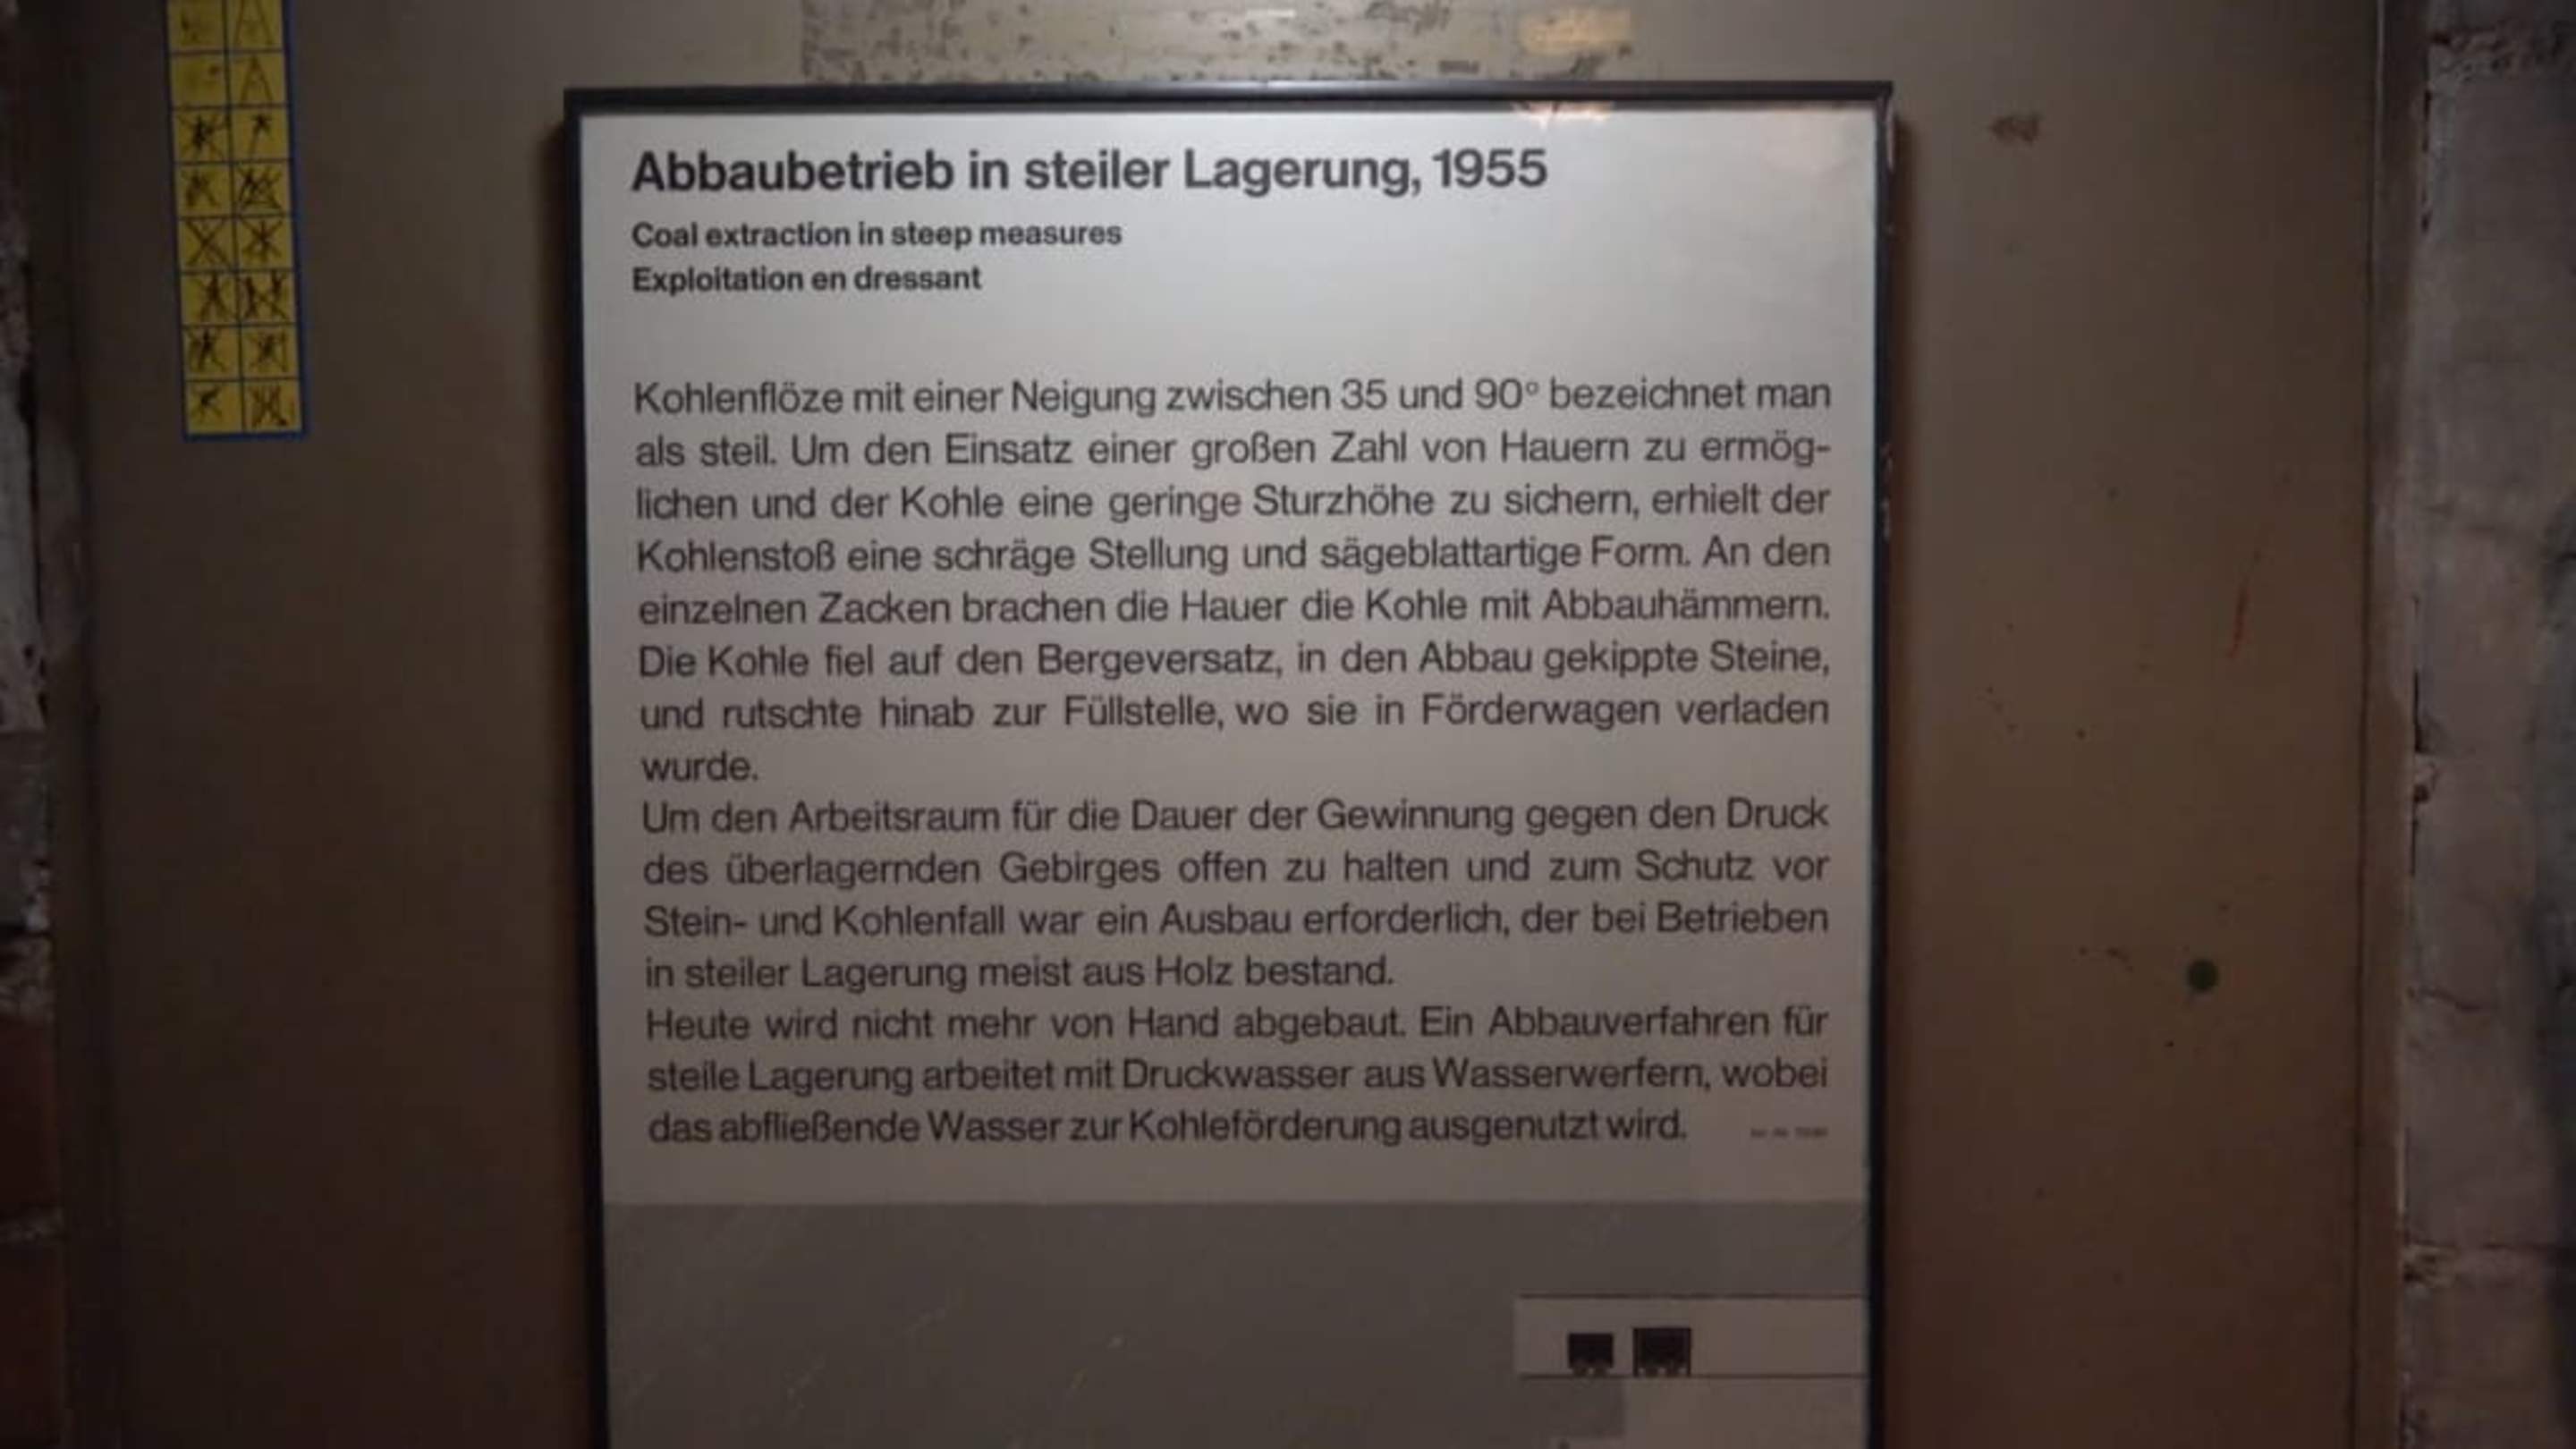 Abbaubetrieb in steiler Lagerung, 1955
Coal extraction in steep measures
Exploitation en dressant
Kohlenflöze mit einer Neigung zwischen 35 und 90° bezeichnet man
als steil. Um den Einsatz einer großen Zahl von Hauern zu ermög-
lichen und der Kohle eine geringe Sturzhöhe zu sichern, erhielt der
Kohlenstoß eine schräge Stellung und sägeblattartige Form. An den
einzelnen Zacken brachen die Hauer die Kohle mit Abbauhämmern.
Die Kohle fiel auf den Bergeversatz, in den Abbau gekippte Steine,
und rutschte hinab zur Füllstelle, wo sie in Förderwagen verladen
wurde.
Um den Arbeitsraum für die Dauer der Gewinnung gegen den Druck
des überlagernden Gebirges offen zu halten und zum Schutz vor
Stein- und Kohlenfall war ein Ausbau erforderlich, der bei Betrieben
in steiler Lagerung meist aus Holz bestand.
Heute wird nicht mehr von Hand abgebaut. Ein Abbauverfahren für
steile Lagerung arbeitet mit Druckwasser aus Wasserwerfern, wobei
das abfließende Wasser zur Kohleförderung ausgenutzt wird.